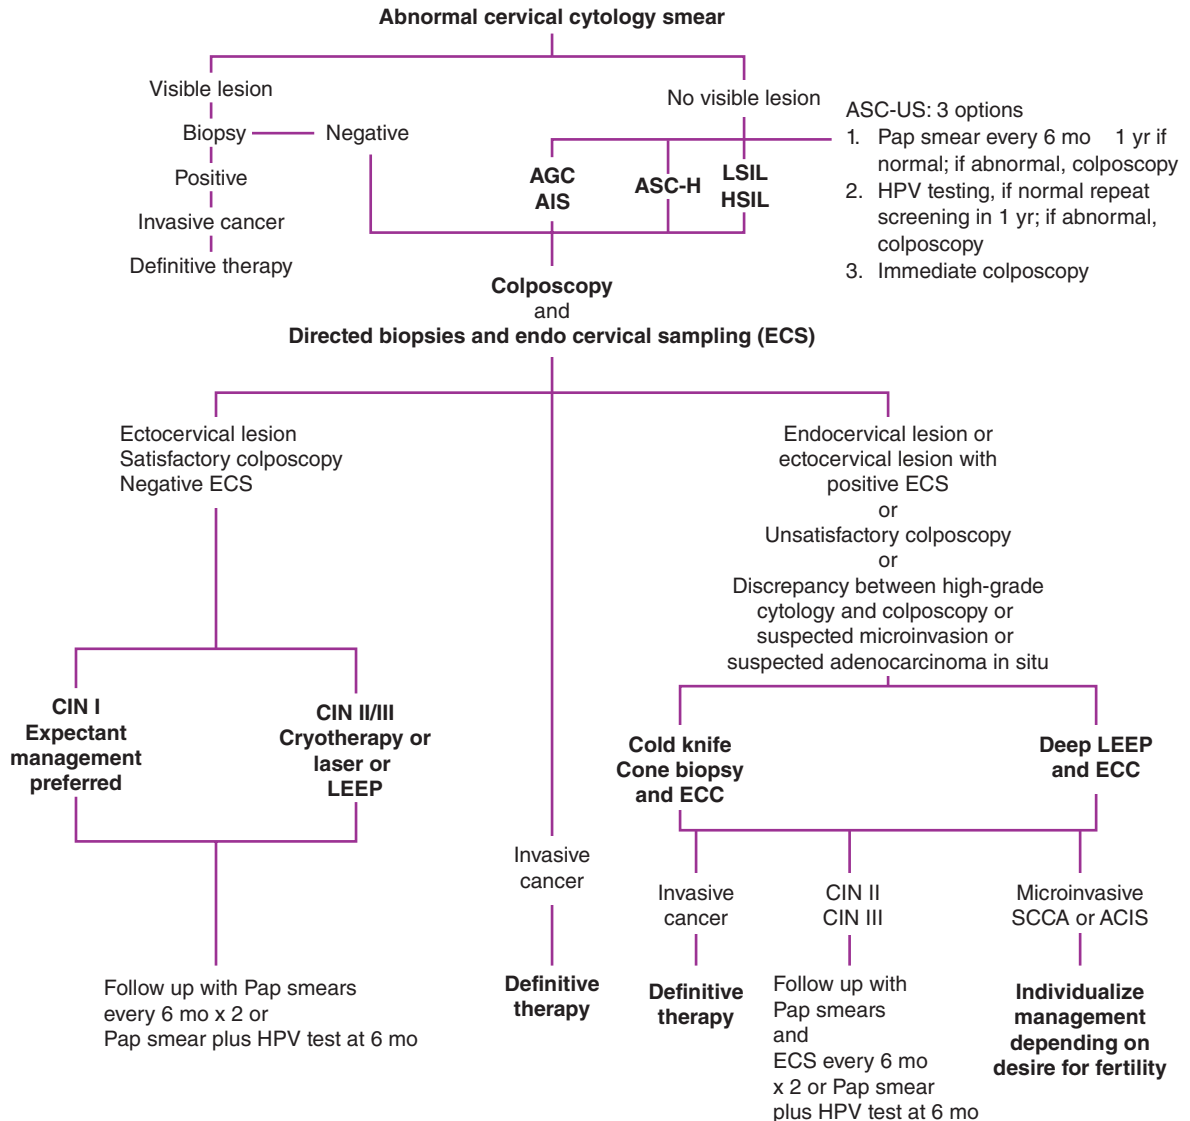 Abnormal cervical cytology smear
Visible lesion
No visible lesion
Biopsy
Negative
Positive
Invasive cancer
Definitive therapy
AGC
AIS
ASC-H
LSIL
HSIL
ASC-US: 3 options
1. Pap smear every 6 mo 1 yr if
normal; if abnormal, colposcopy
2. HPV testing, if normal repeat
screening in 1 yr; if abnormal,
colposcopy
3. Immediate colposcopy
Colposcopy
and
Directed biopsies and endo cervical sampling (ECS)
Ectocervical lesion
Satisfactory colposcopy
Negative ECS
Endocervical lesion or
ectocervical lesion with
positive ECS
or
Unsatisfactory colposcopy
or
Discrepancy between high-grade
cytology and colposcopy or
suspected microinvasion or
suspected adenocarcinoma in situ
CIN I
Expectant
management
preferred
CIN II/III
Cryotherapy or
laser or
LEEP
Cold knife
Cone biopsy
and ECC
Deep LEEP
and ECC
Invasive
cancer
Invasive
cancer
CIN II
CIN III
Microinvasive
SCCA or ACIS
Follow up with Pap smears
every 6 mo x 2 or
Pap smear plus HPV test at 6 mo
Definitive
therapy
Definitive
therapy
Follow up with
Pap smears
and
ECS every 6 mo
x 2 or Pap smear
plus HPV test at 6 mo
Individualize
management
depending on
desire for fertility